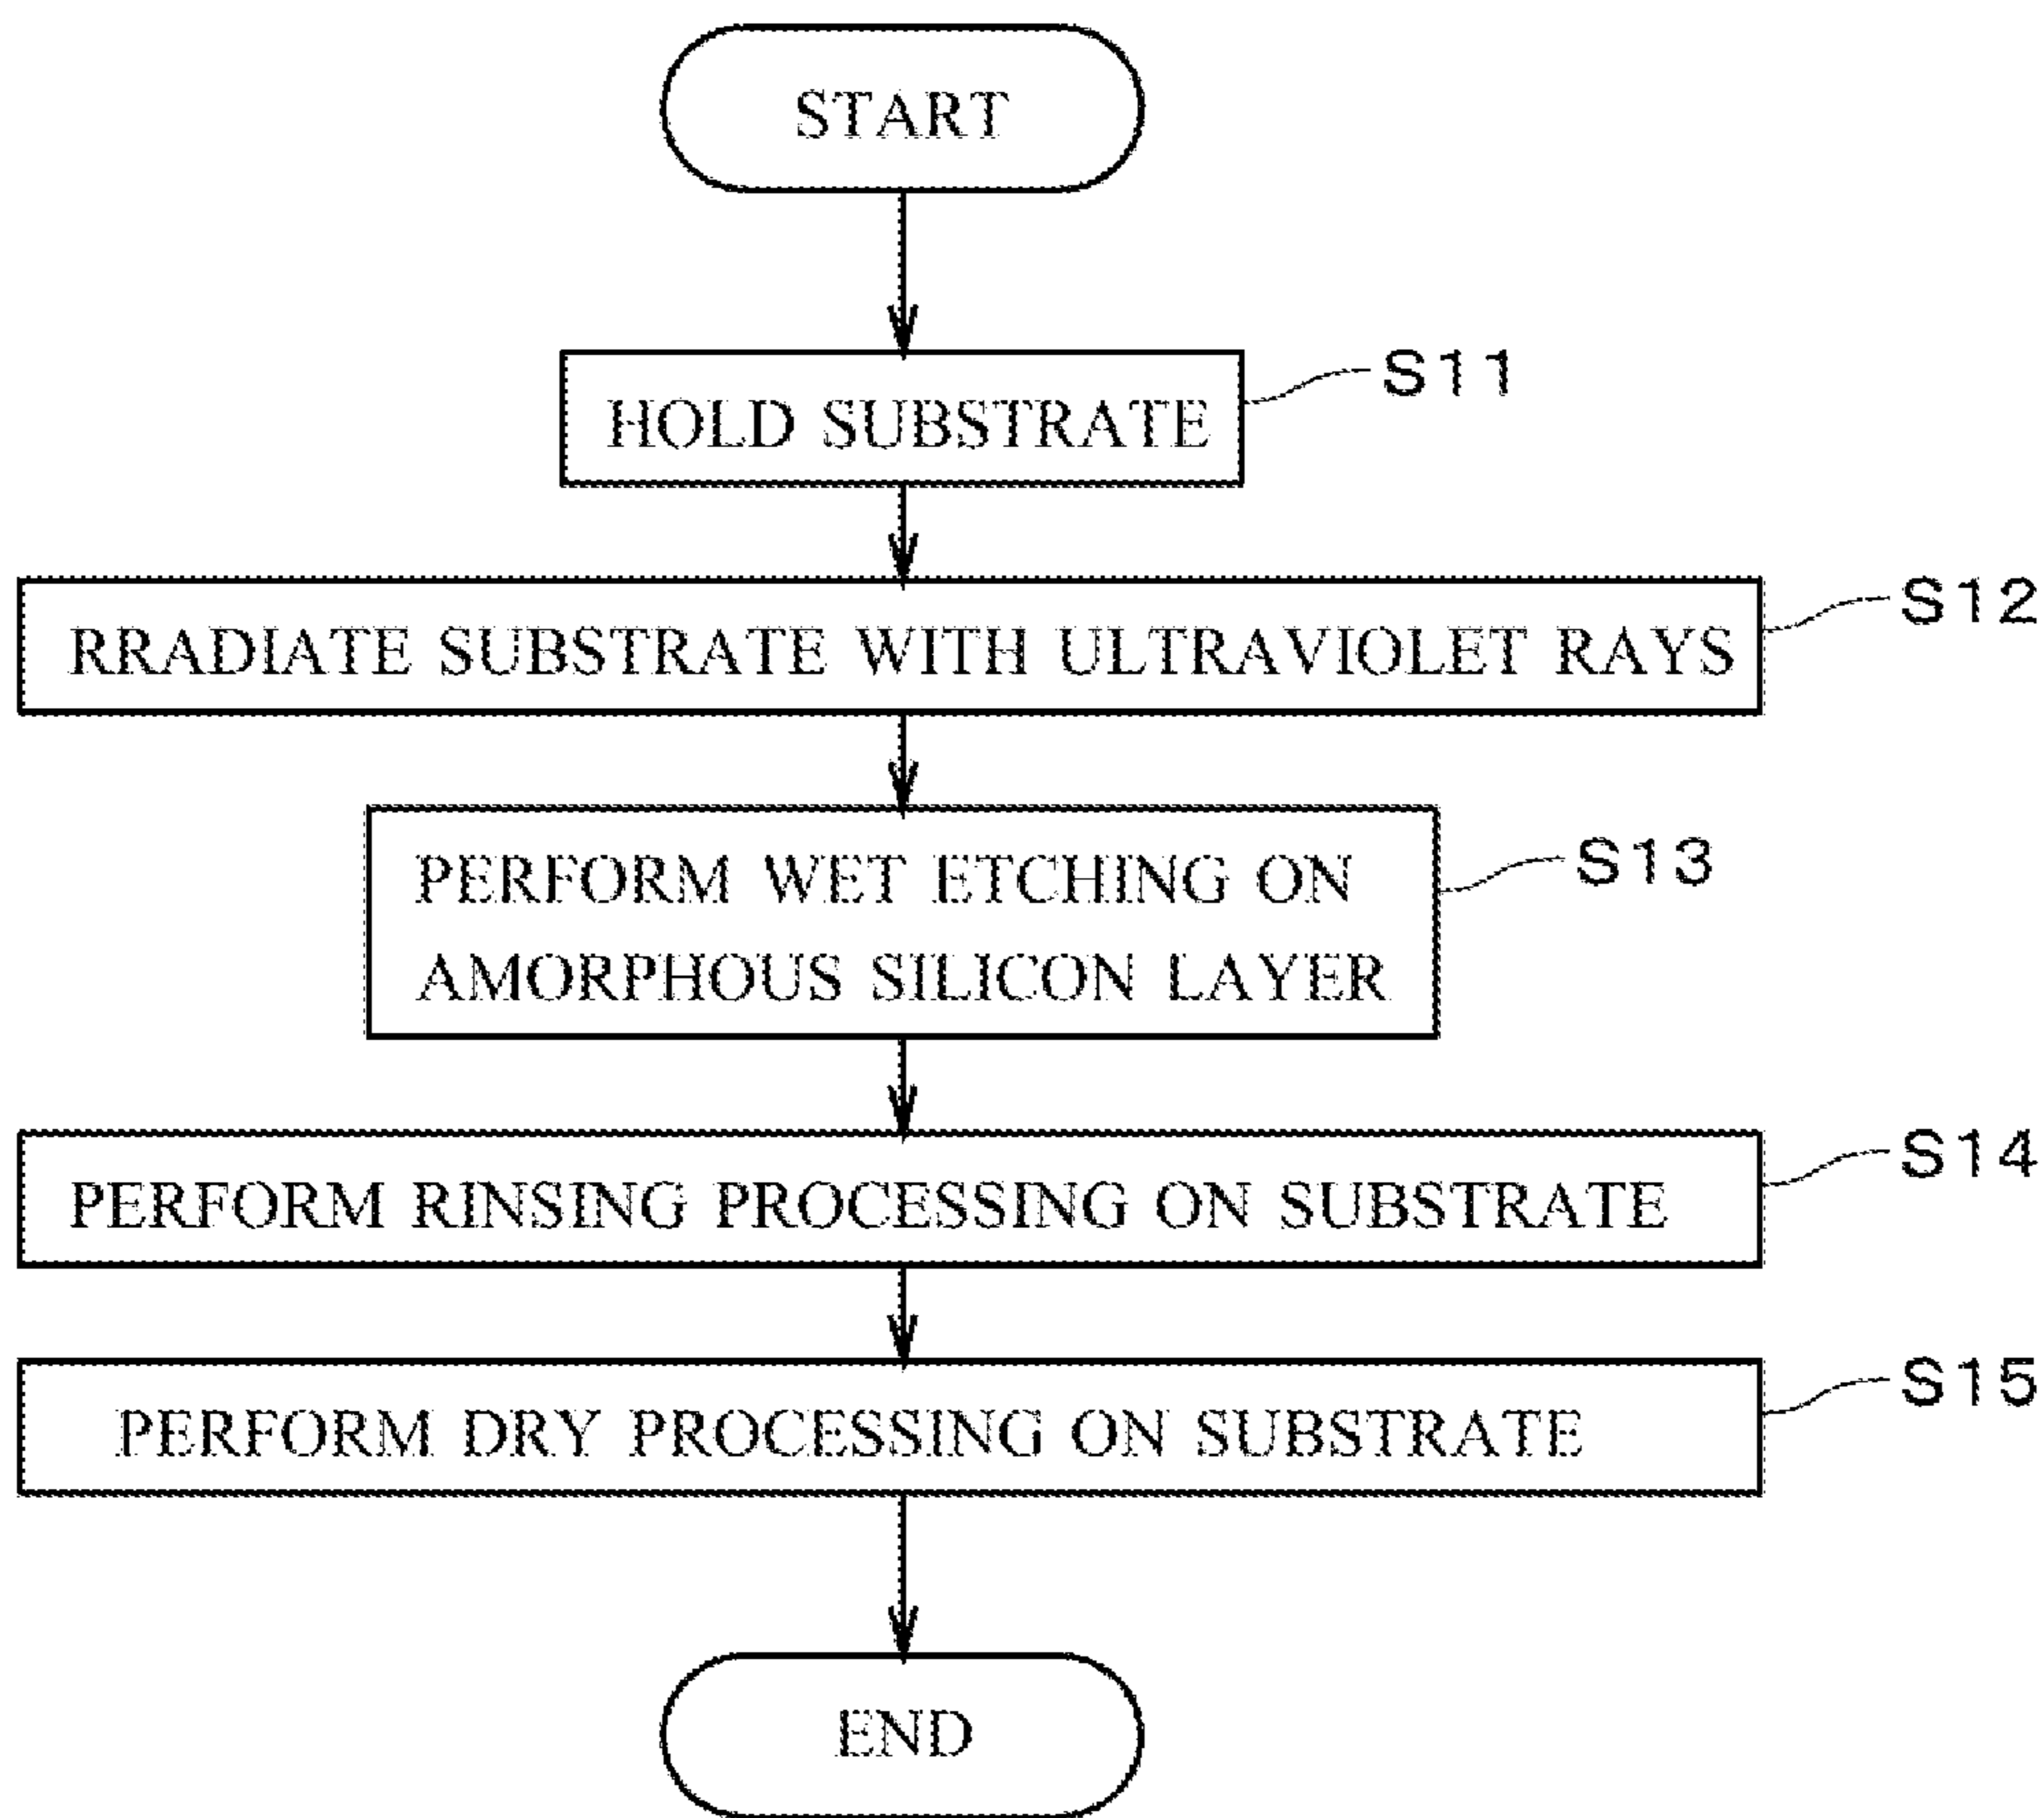 START
HOLD SUBSTRATE
S11
RRADIATE SUBSTRATE WITH ULTRAVIOLET RAYS
S12
PERFORM WET ETCHING ON
AMORPHOUS SILICON LAYER
S13
PERFORM RINSING PROCESSING ON SUBSTRATE
S14
PERFORM DRY PROCESSING ON SUBSTRATE
S15
END